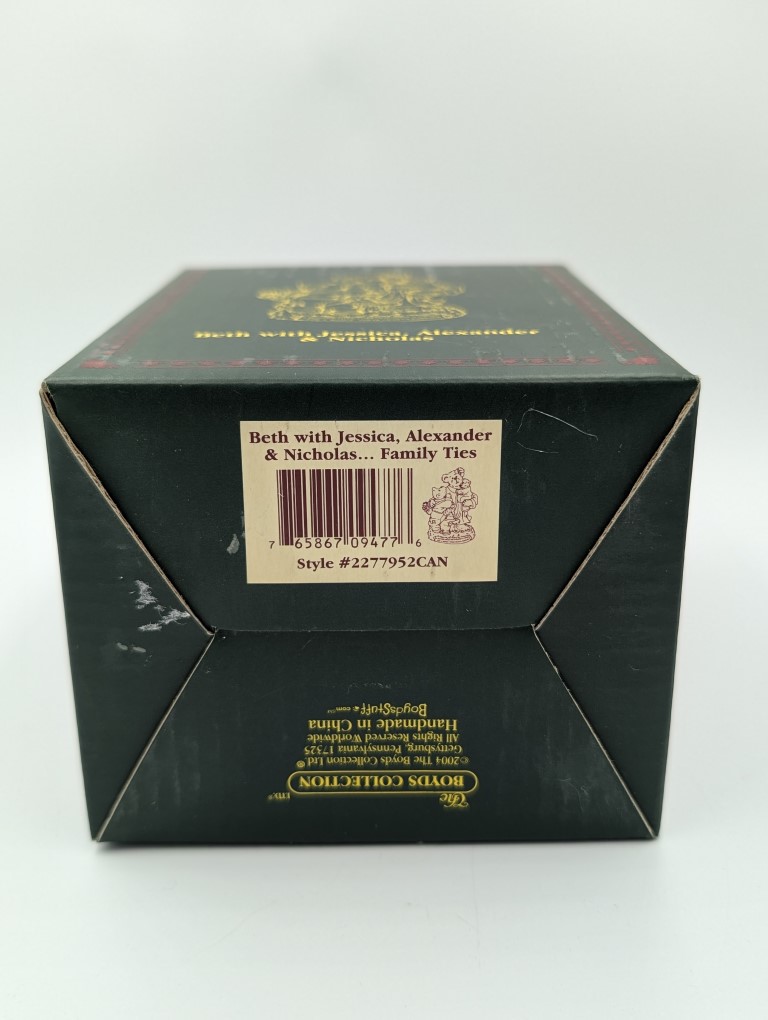 Beth with Jessica, Alexander
& Nicholas
Beth with Jessica, Alexander
& Nicholas... Family Ties
7 65867 09477 6
Style #2277952CAN
The
BOYDS COLLECTION LTD.®
©2004 The Boyds Collection Ltd.®
Gettysburg, Pennsylvania 17325
All Rights Reserved Worldwide
Handmade in China
BoydsStuff.com™